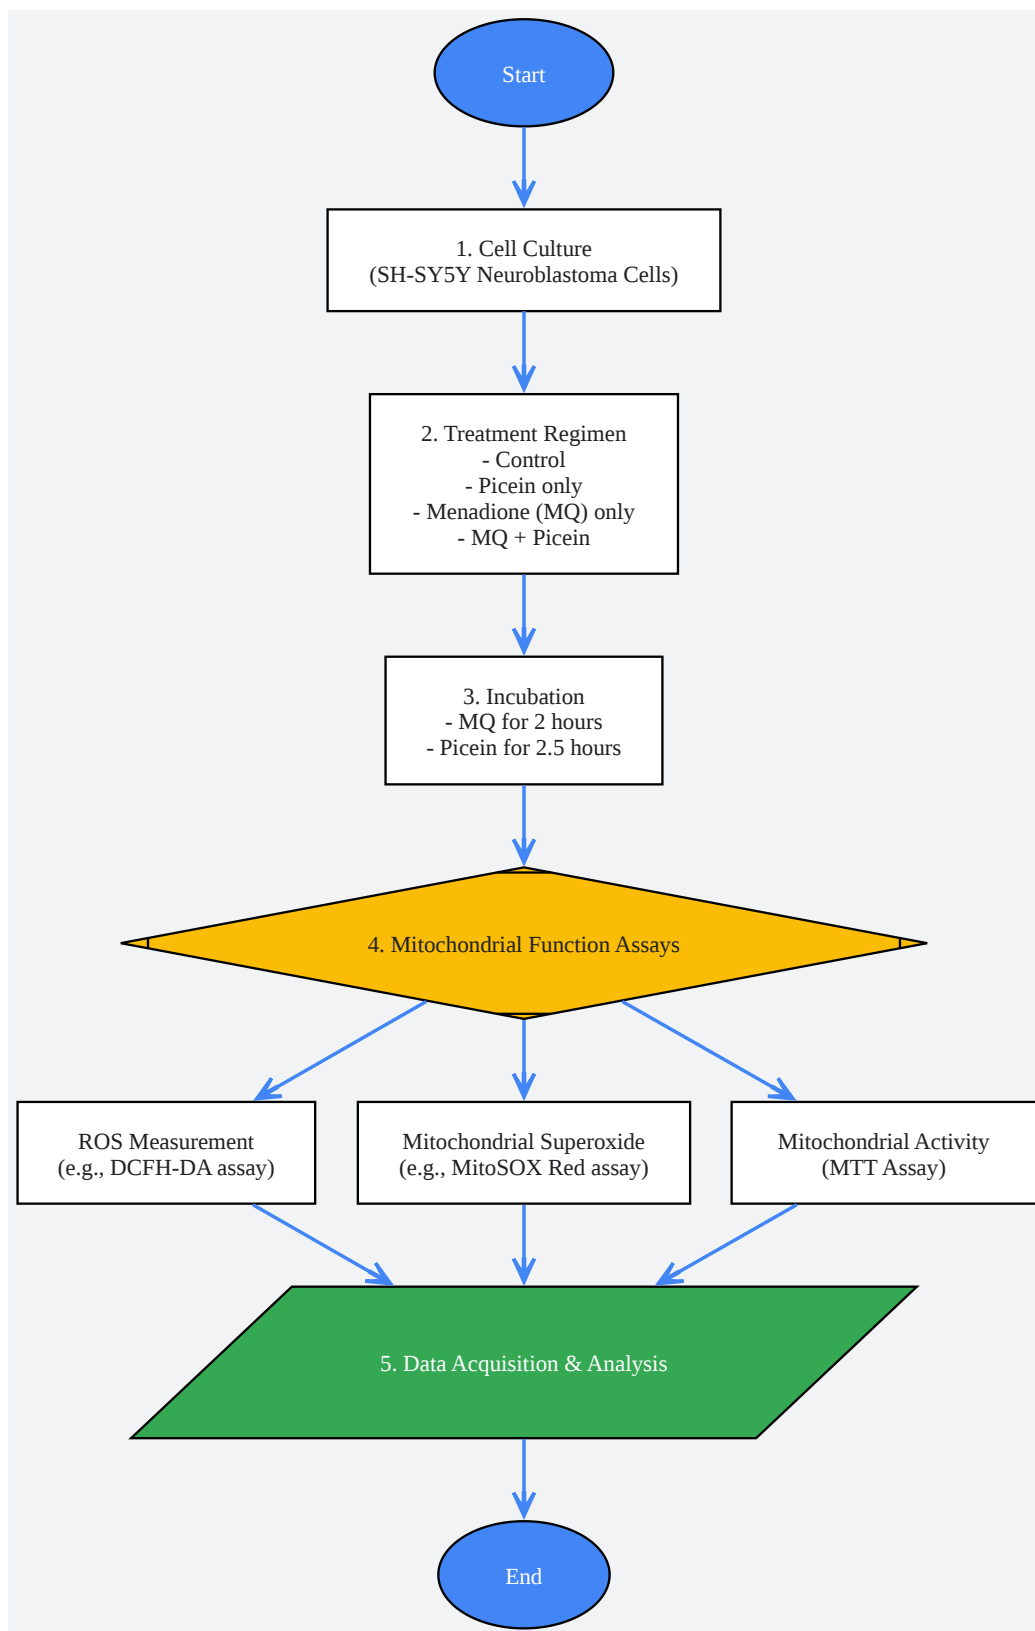 Start
1. Cell Culture
(SH-SY5Y Neuroblastoma Cells)
2. Treatment Regimen
- Control
- Picein only
- Menadione (MQ) only
- MQ + Picein
3. Incubation
- MQ for 2 hours
- Picein for 2.5 hours
4. Mitochondrial Function Assays
ROS Measurement
(e.g., DCFH-DA assay)
Mitochondrial Superoxide
(e.g., MitoSOX Red assay)
Mitochondrial Activity
(MTT Assay)
5. Data Acquisition & Analysis
End